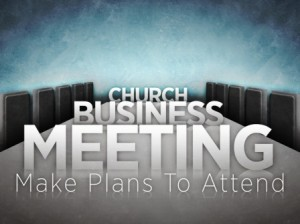 CHURCH
BUSINESS
MEETING
Make Plans To Attend